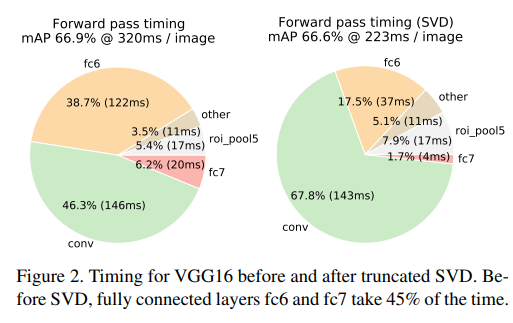 Forward pass timing
mAP 66.9% @ 320ms / image
fc6
38.7% (122ms)
other
3.5% (11ms)
roi_pool5
5.4% (17ms)
6.2% (20ms)
fc7
46.3% (146ms)
conv
Forward pass timing (SVD)
mAP 66.6% @ 223ms / image
fc6
17.5% (37ms)
other
5.1% (11ms)
roi_pool5
7.9% (17ms)
1.7% (4ms)
fc7
67.8% (143ms)
conv
Figure 2. Timing for VGG16 before and after truncated SVD. Be-
fore SVD, fully connected layers fc6 and fc7 take 45% of the time.